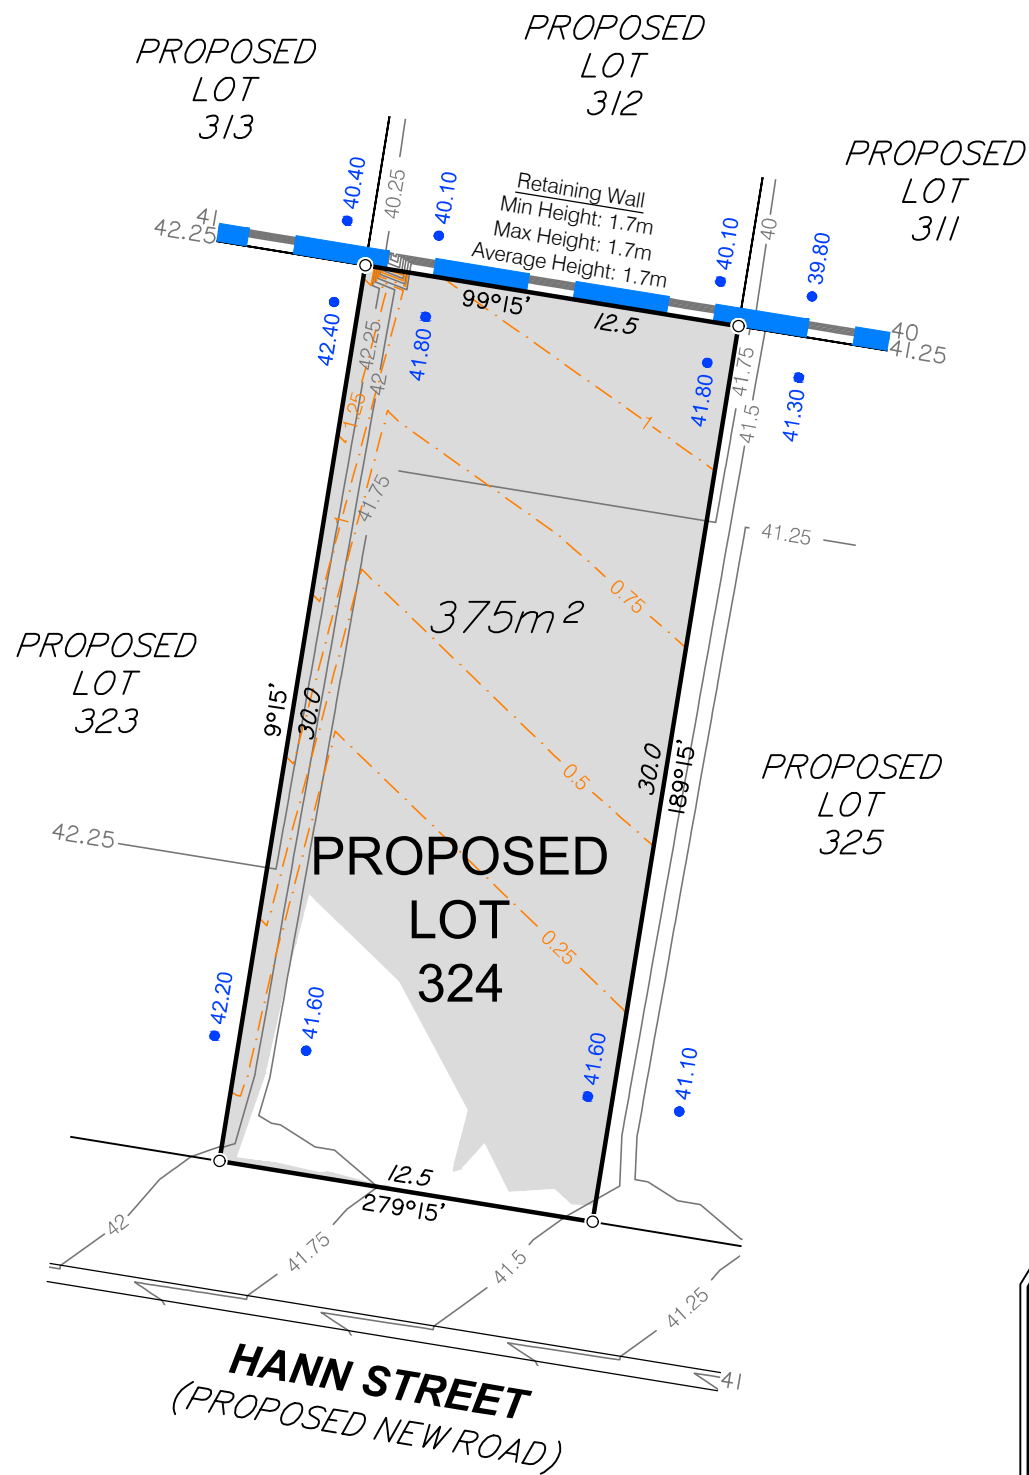 PROPOSED
LOT
313
PROPOSED
LOT
312
PROPOSED
LOT
311
40.40
40.25
40.10
Retaining Wall
Min Height: 1.7m
Max Height: 1.7m
Average Height: 1.7m
40.10
40
39.80
41
42.25
99°15'
12.5
40
41.25
42.40
42.25
42
41.80
41.80
41.75
41.5
41.30
1.25
1
41.75
1
41.25
0.75
375m²
PROPOSED
LOT
323
9°15'
30.0
30.0
189°15'
0.5
PROPOSED
LOT
325
42.25
PROPOSED
LOT
324
0.25
42.20
41.60
41.60
41.10
12.5
279°15'
42
41.75
41.5
41.25
41
HANN STREET
(PROPOSED NEW ROAD)